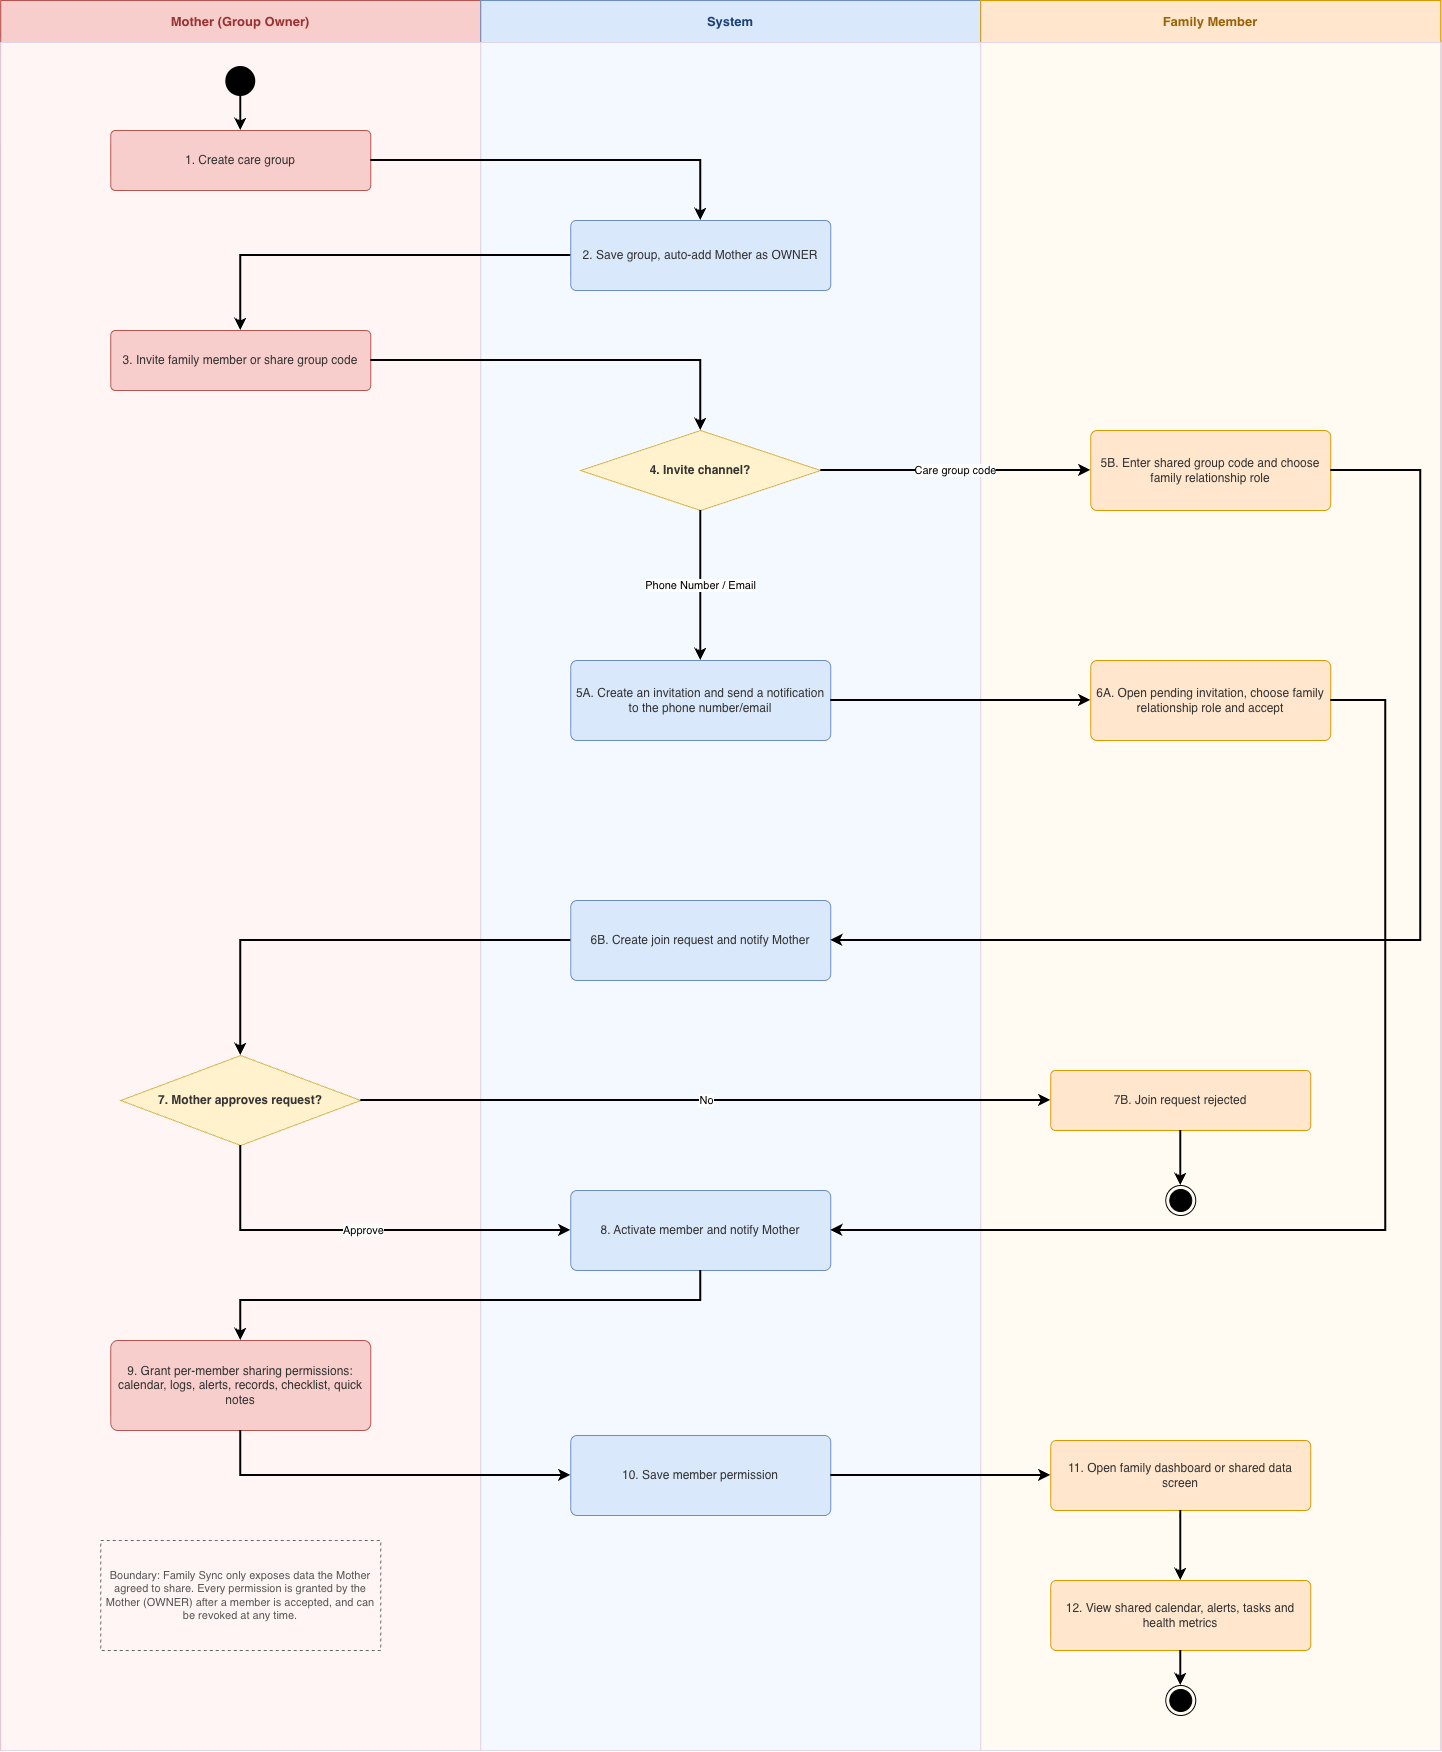 Mother (Group Owner)
System
Family Member
1. Create care group
2. Save group, auto-add Mother as OWNER
3. Invite family member or share group code
4. Invite channel?
Care group code
5B. Enter shared group code and choose
family relationship role
Phone Number / Email
5A. Create an invitation and send a notification
to the phone number/email
6A. Open pending invitation, choose family
relationship role and accept
6B. Create join request and notify Mother
7. Mother approves request?
No
7B. Join request rejected
Approve
8. Activate member and notify Mother
9. Grant per-member sharing permissions:
calendar, logs, alerts, records, checklist, quick
notes
10. Save member permission
11. Open family dashboard or shared data
screen
Boundary: Family Sync only exposes data the Mother
agreed to share. Every permission is granted by the
Mother (OWNER) after a member is accepted, and can
be revoked at any time.
12. View shared calendar, alerts, tasks and
health metrics